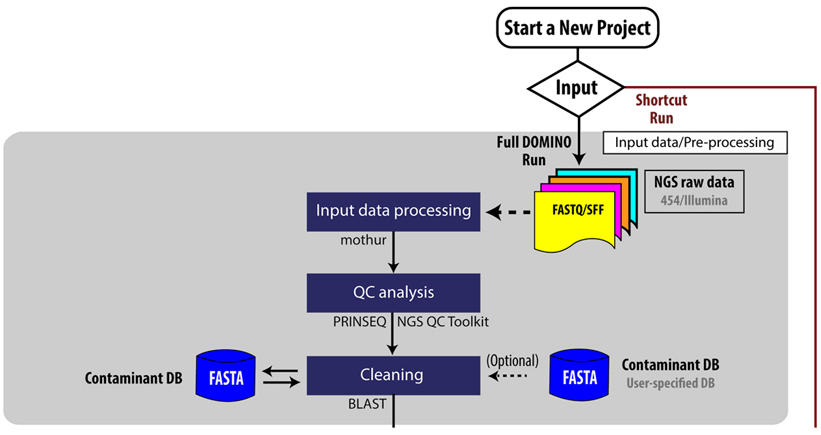 Start a New Project
Input
Shortcut
Run
Full DOMINO
Run
Input data/Pre-processing
NGS raw data
454/Illumina
FASTQ/SFF
Input data processing
mothur
QC analysis
PRINSEQ
NGS QC Toolkit
Contaminant DB
FASTA
Cleaning
(Optional)
FASTA
Contaminant DB
User-specified DB
BLAST